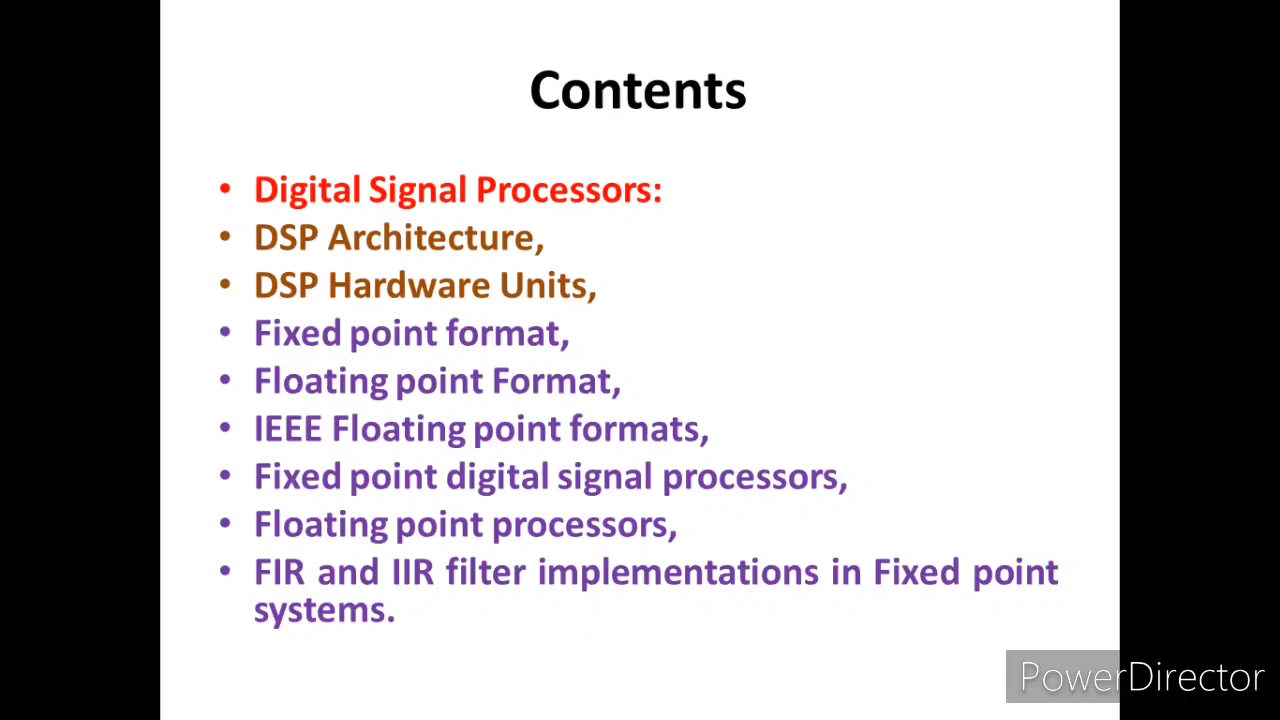 Contents
• Digital Signal Processors:
• DSP Architecture,
• DSP Hardware Units,
• Fixed point format,
• Floating point Format,
• IEEE Floating point formats,
• Fixed point digital signal processors,
• Floating point processors,
• FIR and IIR filter implementations in Fixed point
systems.
PowerDirector